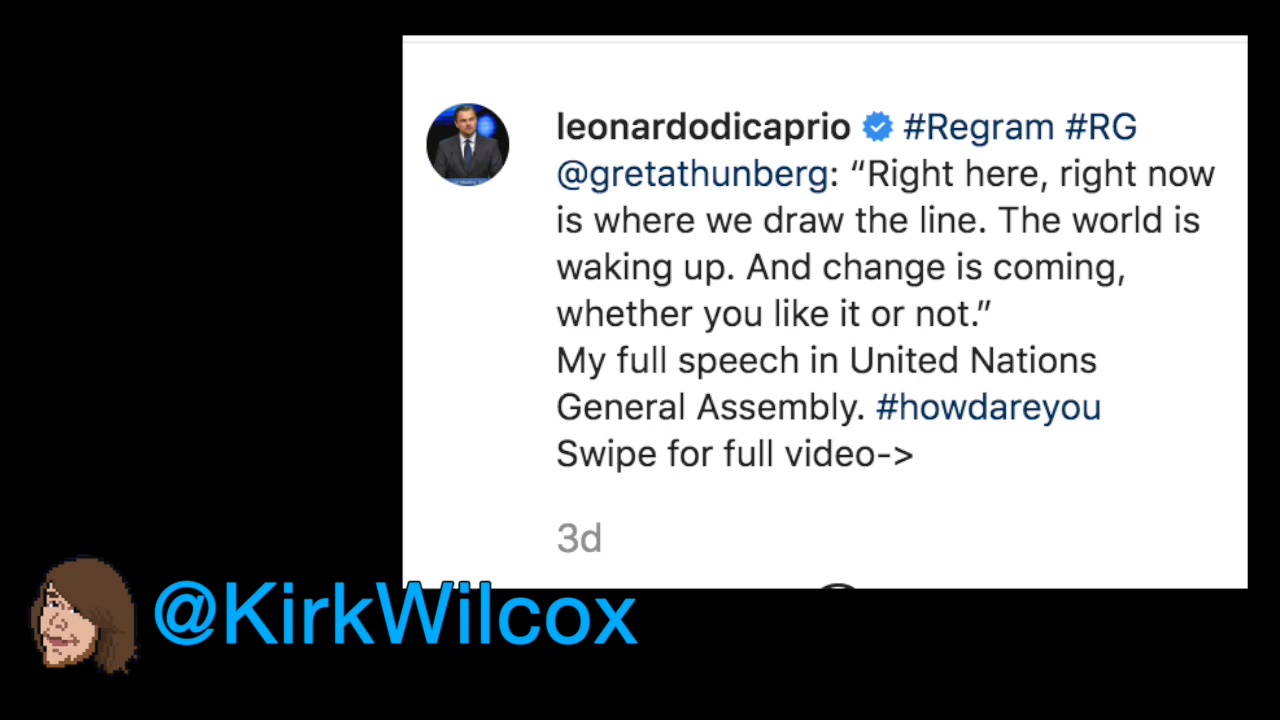 leonardodicaprio #Regram #RG
@gretathunberg: “Right here, right now
is where we draw the line. The world is
waking up. And change is coming,
whether you like it or not.”
My full speech in United Nations
General Assembly. #howdareyou
Swipe for full video->
3d
@KirkWilcox